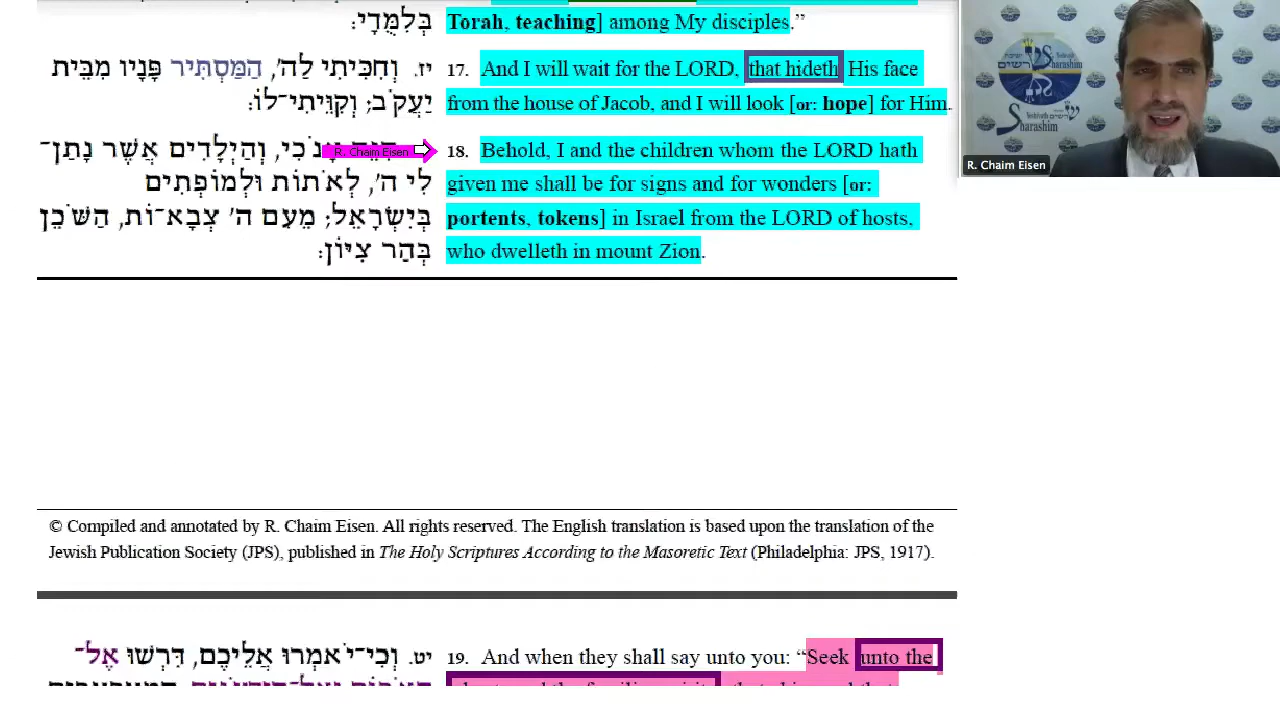 בְּלִמֻּדָי:
Torah, teaching] among My disciples.”
יז. וְחִכִּיתִי לַה', הַמַּסְתִּיר פָּנָיו מִבֵּית
יַעֲקֹב; וְקִוֵּיתִי־לוֹ:
17. And I will wait for the LORD, that hideth His face
from the house of Jacob, and I will look [or: hope] for Him.
אָנֹכִי, וְהַיְלָדִים אֲשֶׁר נָתַן־
לִי ה', לְאֹתוֹת וּלְמוֹפְתִים
בְּיִשְׂרָאֵל; מֵעִם ה' צְבָא־וֹת, הַשֹּׁכֵן
בְּהַר צִיּוֹן:
R. Chaim Eisen
18. Behold, I and the children whom the LORD hath
given me shall be for signs and for wonders [or:
portents, tokens] in Israel from the LORD of hosts,
who dwelleth in mount Zion.
© Compiled and annotated by R. Chaim Eisen. All rights reserved. The English translation is based upon the translation of the
Jewish Publication Society (JPS), published in The Holy Scriptures According to the Masoretic Text (Philadelphia: JPS, 1917).
יט. וְכִי־יֹאמְרוּ אֲלֵיכֶם, דִּרְשׁוּ אֶל־
19. And when they shall say unto you: “Seek unto the
R. Chaim Eisen
ישיבת שרשים
Yeshivath
Sharashim